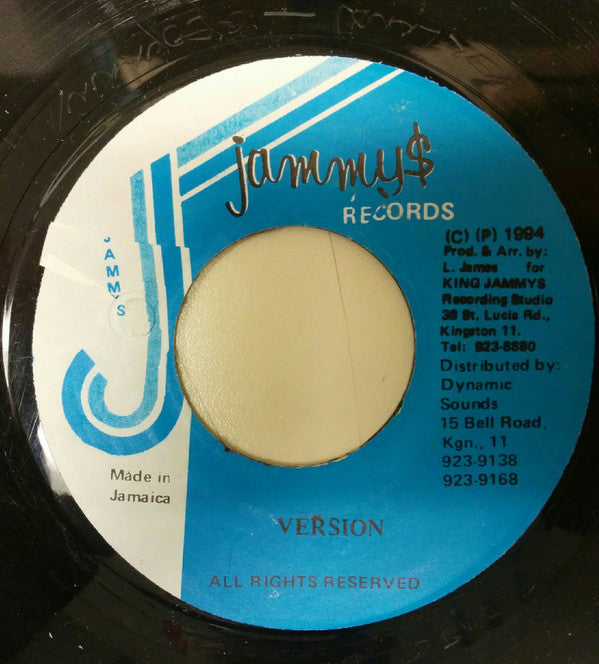 jammy$
RECORDS
JAMMYS
(C) (P) 1994
Prod. & Arr. by:
L. James for
KING JAMMYS
Recording Studio
38 St. Lucia Rd.,
Kingston 11.
Tel: 923-8880
Distributed by:
Dynamic
Sounds
15 Bell Road,
Kgn., 11
923-9138
923-9168
Made in
Jamaica
VERSION
ALL RIGHTS RESERVED